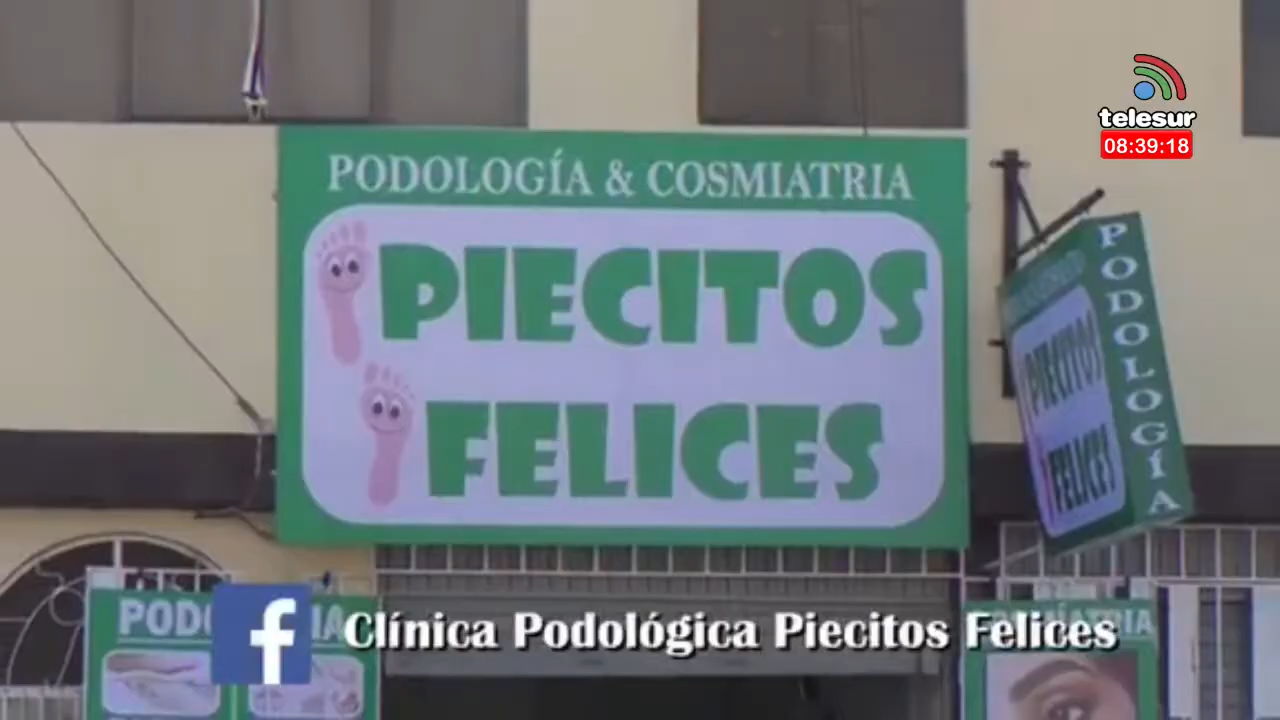 telesur
08:39:18
PODOLOGÍA & COSMIATRIA
PIECITOS
FELICES
PODOLOGÍA
PIECITOS
FELICES
Clínica Podológica Piecitos Felices